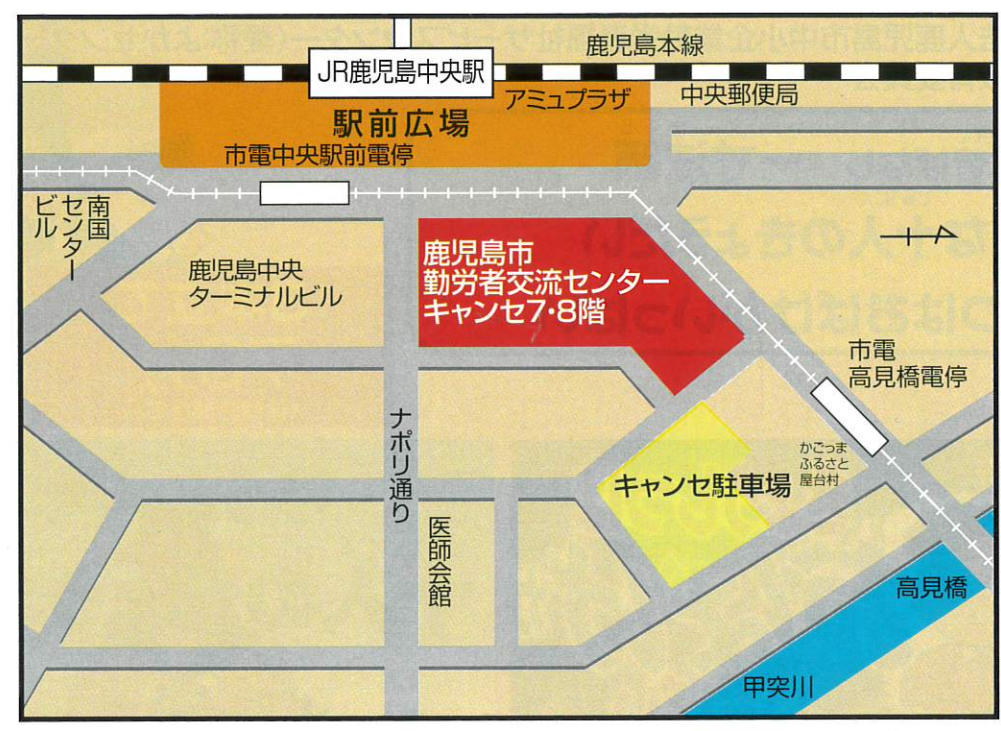 鹿児島本線
JR鹿児島中央駅
アミュプラザ
中央郵便局
駅前広場
市電中央駅前電停
南国
センター
ビル
鹿児島中央
ターミナルビル
鹿児島市
勤労者交流センター
キャンセ7・8階
市電
高見橋電停
ナポリ通り
かごっま
ふるさと
屋台村
キャンセ駐車場
医師会館
高見橋
甲突川